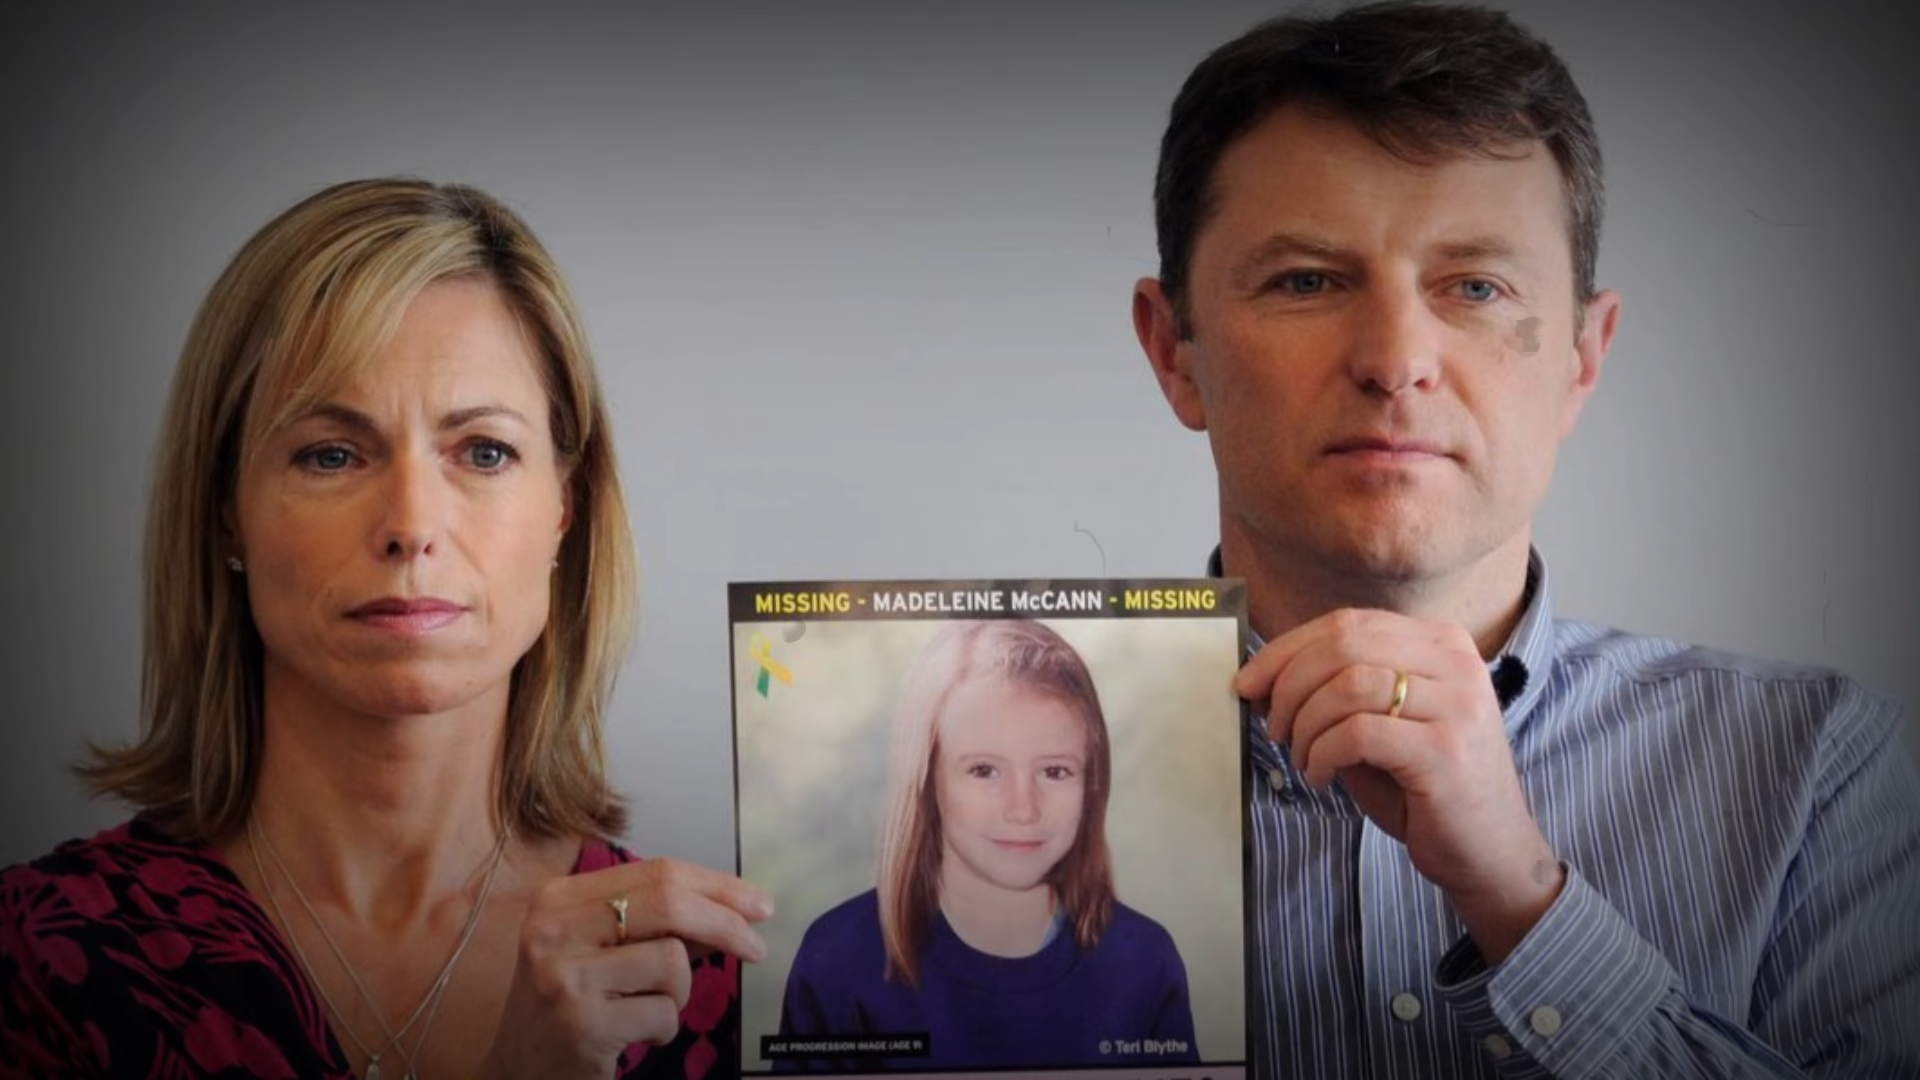 MISSING - MADELEINE McCANN - MISSING
AGE PROGRESSION IMAGE (AGE 9)
© Teri Blythe